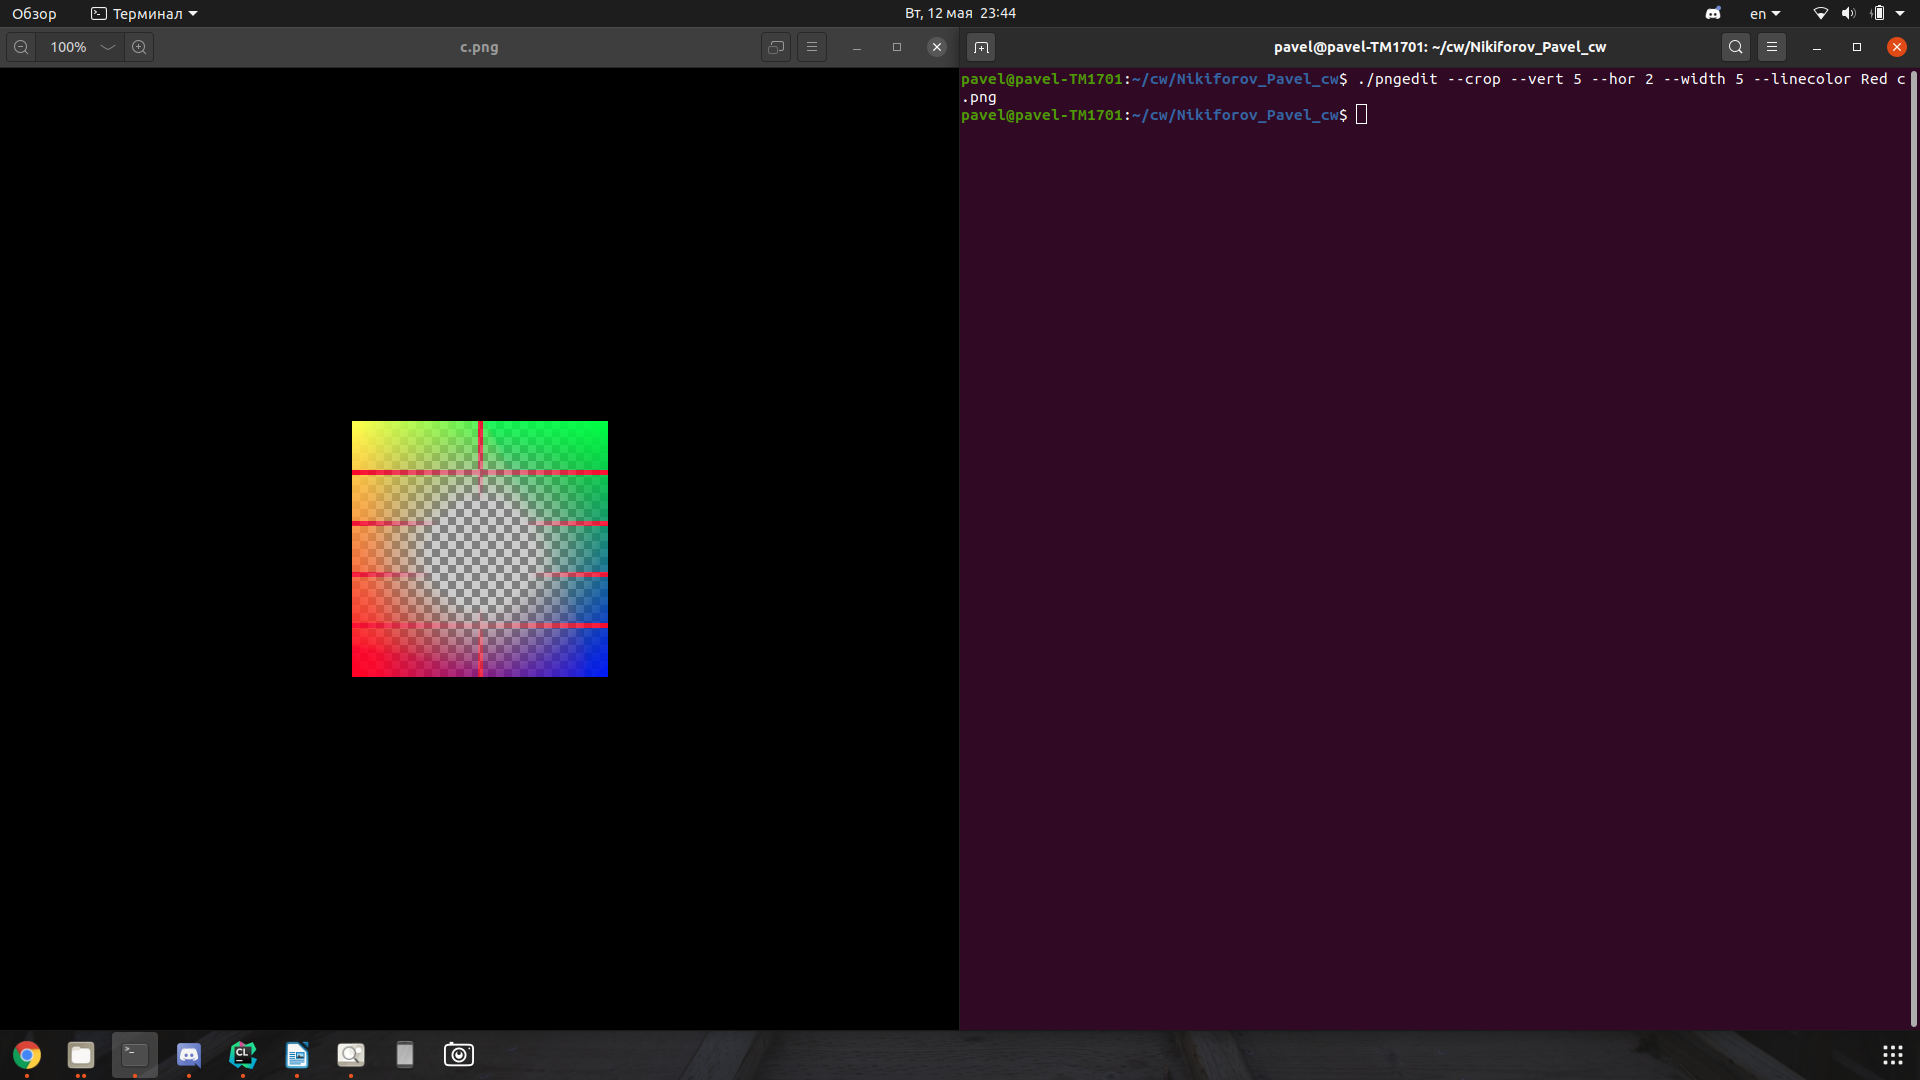 Обзор
Терминал
Вт, 12 мая 23:44
en
100%
c.png
pavel@pavel-TM1701: ~/cw/Nikiforov_Pavel_cw
pavel@pavel-TM1701:~/cw/Nikiforov_Pavel_cw$ ./pngedit --crop --vert 5 --hor 2 --width 5 --linecolor Red c
.png
pavel@pavel-TM1701:~/cw/Nikiforov_Pavel_cw$
CL